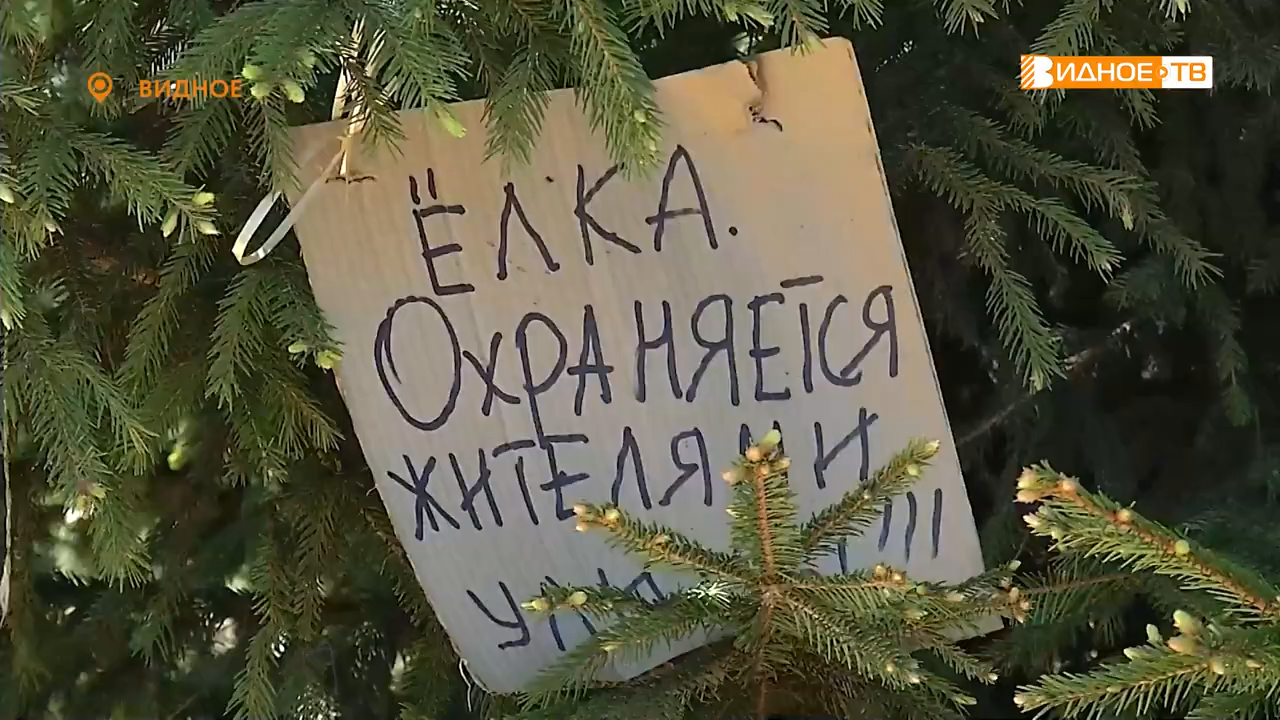 ВИДНОЕ
ВИДНОЕ ТВ
ЁЛКА.
ОХРАНЯЕТСЯ
ЖИТЕЛЯМИ
!!!